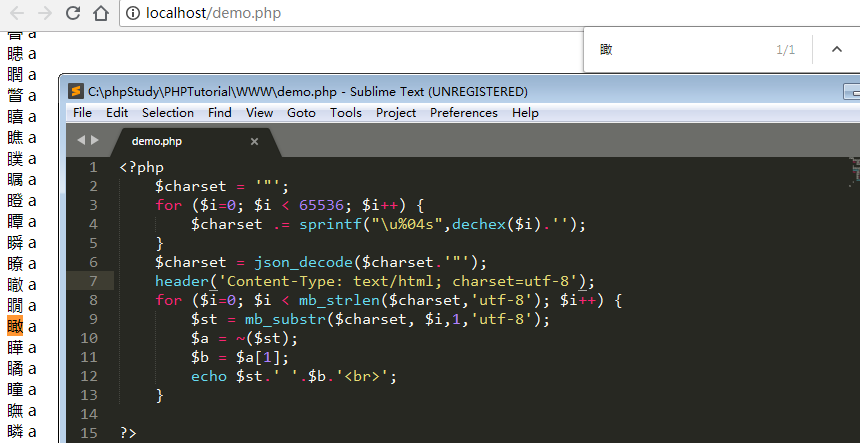 localhost/demo.php
瞰 1/1
瞢 a
瞣 a
瞤 a
瞥 a
瞦 a
瞧 a
瞨 a
瞩 a
瞪 a
瞫 a
瞬 a
瞭 a
瞮 a
瞯 a
瞰 a
瞱 a
瞲 a
瞳 a
瞴 a
瞵 a
C:\phpStudy\PHPTutorial\WWW\demo.php - Sublime Text (UNREGISTERED)
File Edit Selection Find View Goto Tools Project Preferences Help
demo.php
1 <?php
2 $charset = '"';
3 for ($i=0; $i < 65536; $i++) {
4 $charset .= sprintf("\u%04s",dechex($i).'');
5 }
6 $charset = json_decode($charset.'"');
7 header('Content-Type: text/html; charset=utf-8');
8 for ($i=0; $i < mb_strlen($charset,'utf-8'); $i++) {
9 $st = mb_substr($charset, $i,1,'utf-8');
10 $a = ~($st);
11 $b = $a[1];
12 echo $st.' '.$b.'<br>';
13 }
14
15 ?>